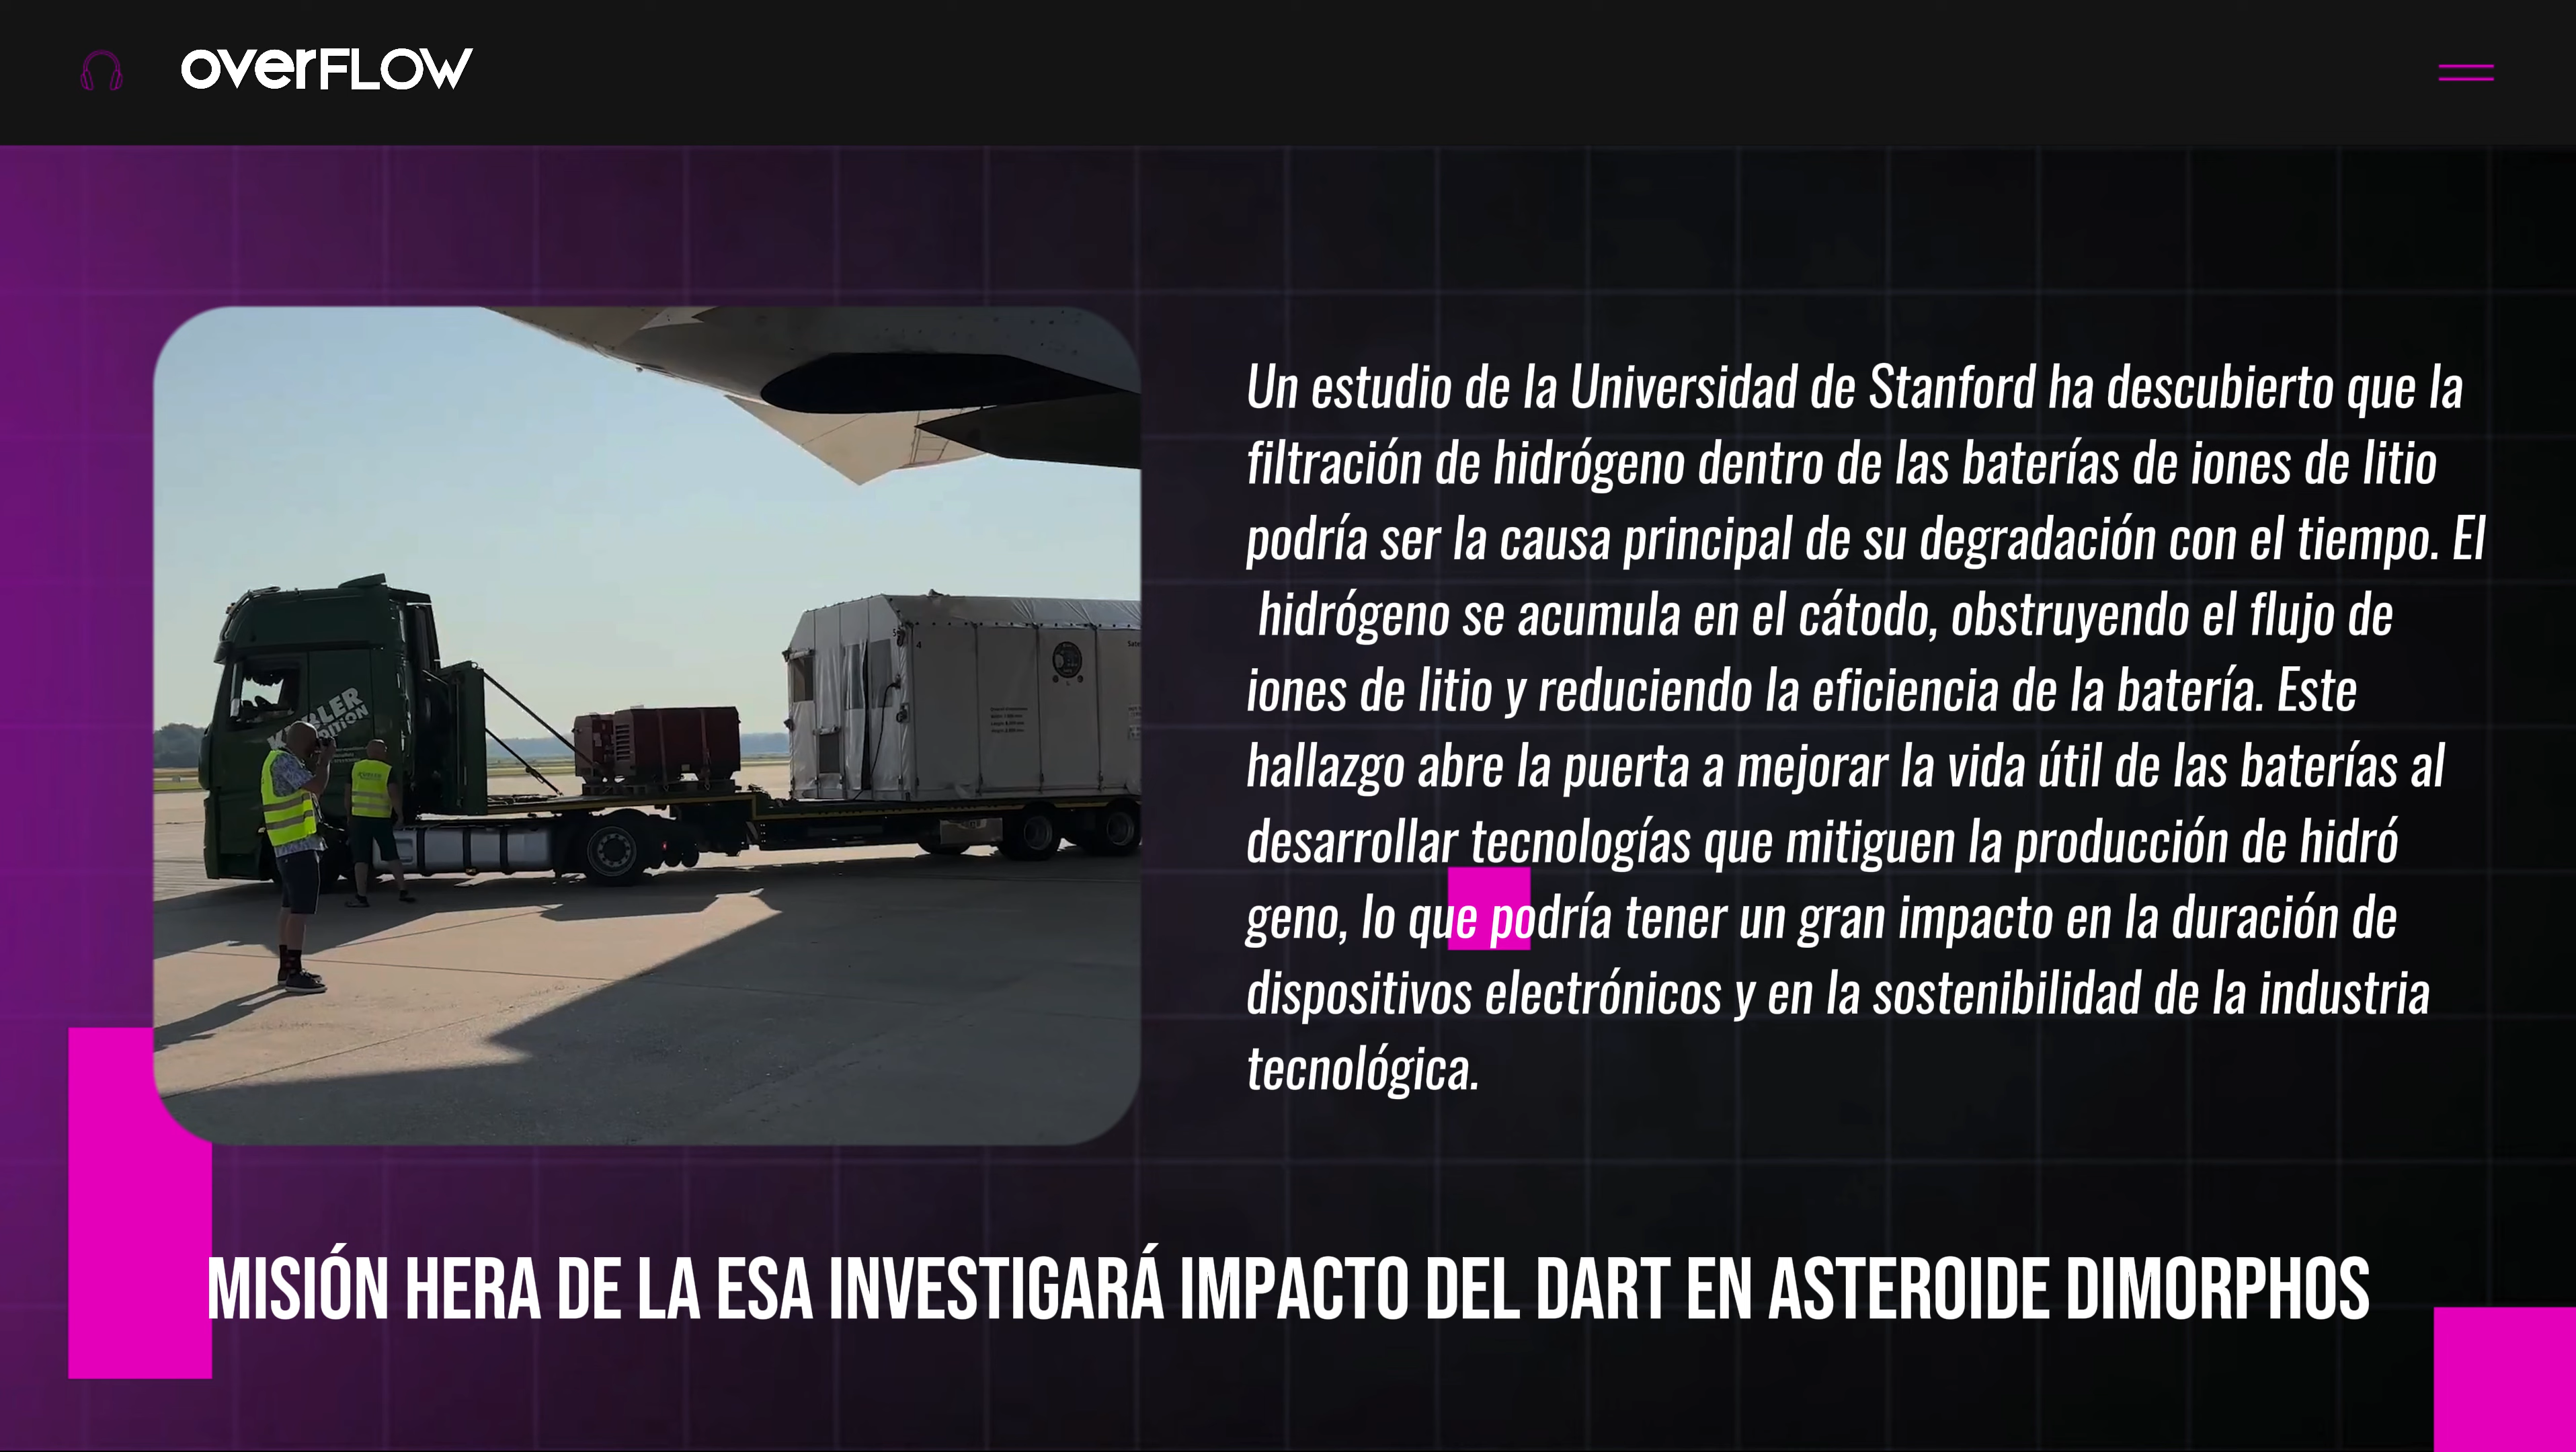 overFLOW
Un estudio de la Universidad de Stanford ha descubierto que la
filtración de hidrógeno dentro de las baterías de iones de litio
podría ser la causa principal de su degradación con el tiempo. El
hidrógeno se acumula en el cátodo, obstruyendo el flujo de
iones de litio y reduciendo la eficiencia de la batería. Este
hallazgo abre la puerta a mejorar la vida útil de las baterías al
desarrollar tecnologías que mitiguen la producción de hidró
geno, lo que podría tener un gran impacto en la duración de
dispositivos electrónicos y en la sostenibilidad de la industria
tecnológica.
MISIÓN HERA DE LA ESA INVESTIGARÁ IMPACTO DEL DART EN ASTEROIDE DIMORPHOS